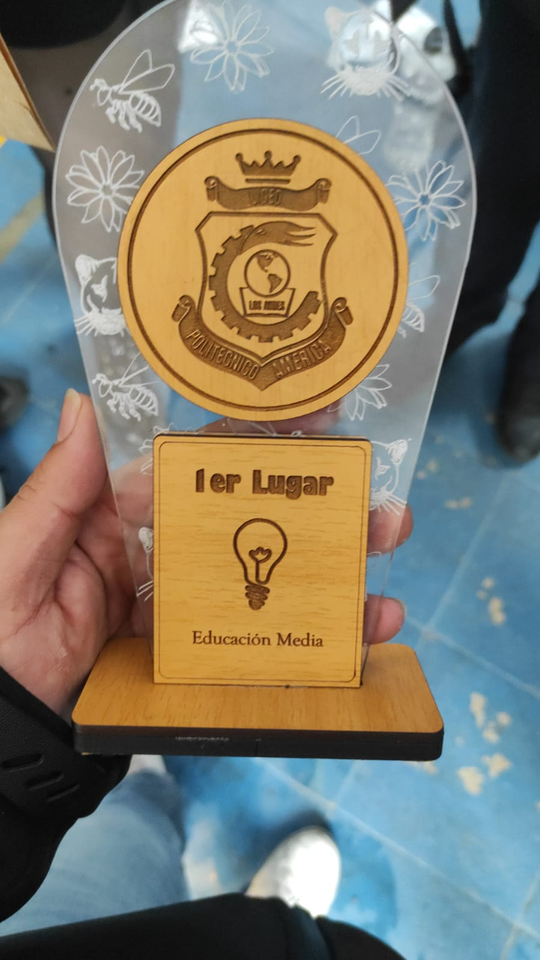 LICEO
LOS ANDES
POLITECNICO AMERICA
1er Lugar
Educación Media